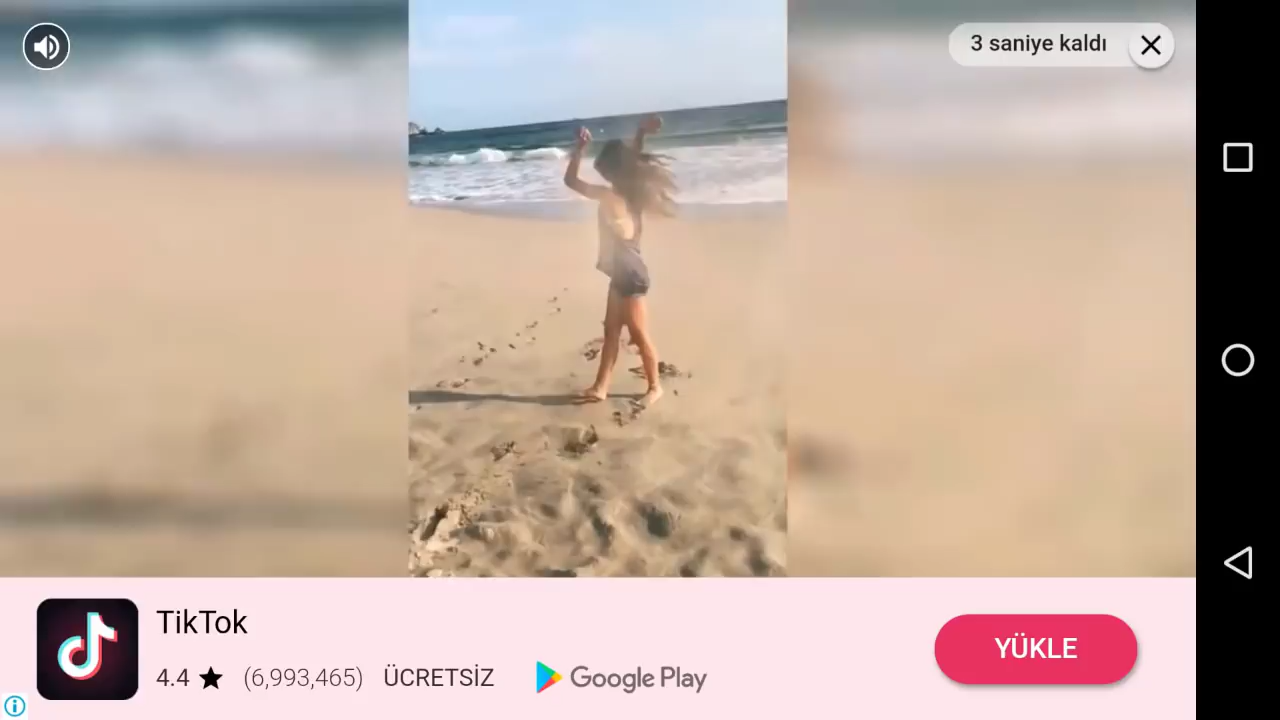 3 saniye kaldı
TikTok
4.4 ★ (6,993,465) ÜCRETSİZ Google Play
YÜKLE